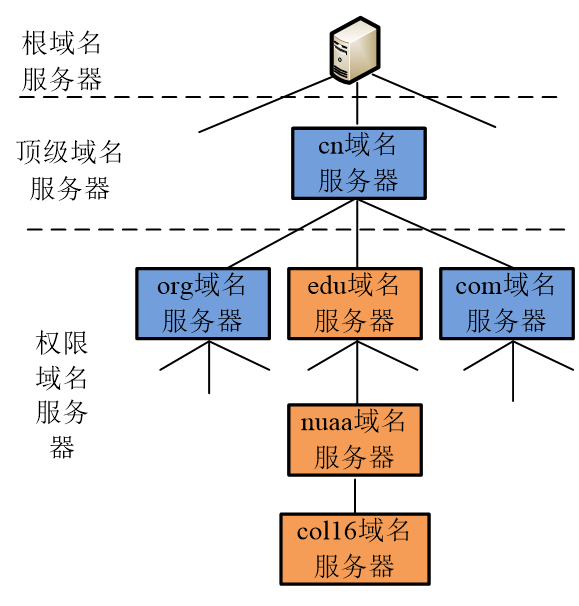 根域名
服务器
顶级域名
服务器
cn域名
服务器
org域名
服务器
edu域名
服务器
com域名
服务器
权限
域名
服务
器
nuaa域名
服务器
col16域名
服务器